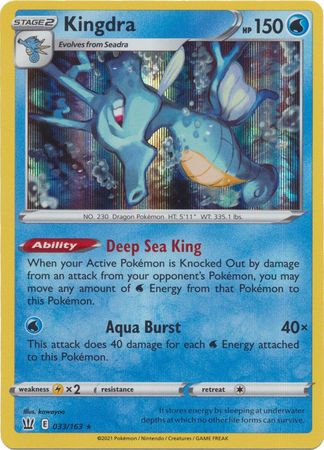 STAGE 2
Kingdra
HP 150
Evolves from Seadra
NO. 230 Dragon Pokémon HT: 5'11" WT: 335.1 lbs.
Ability Deep Sea King
When your Active Pokémon is Knocked Out by damage
from an attack from your opponent's Pokémon, you may
move any amount of Energy from that Pokémon to
this Pokémon.
Aqua Burst 40×
This attack does 40 damage for each Energy attached
to this Pokémon.
weakness ×2 resistance retreat
Illus. kawayoo
It stores energy by sleeping at underwater
depths at which no other life forms can survive.
E 033/163 ★
©2021 Pokémon / Nintendo / Creatures / GAME FREAK